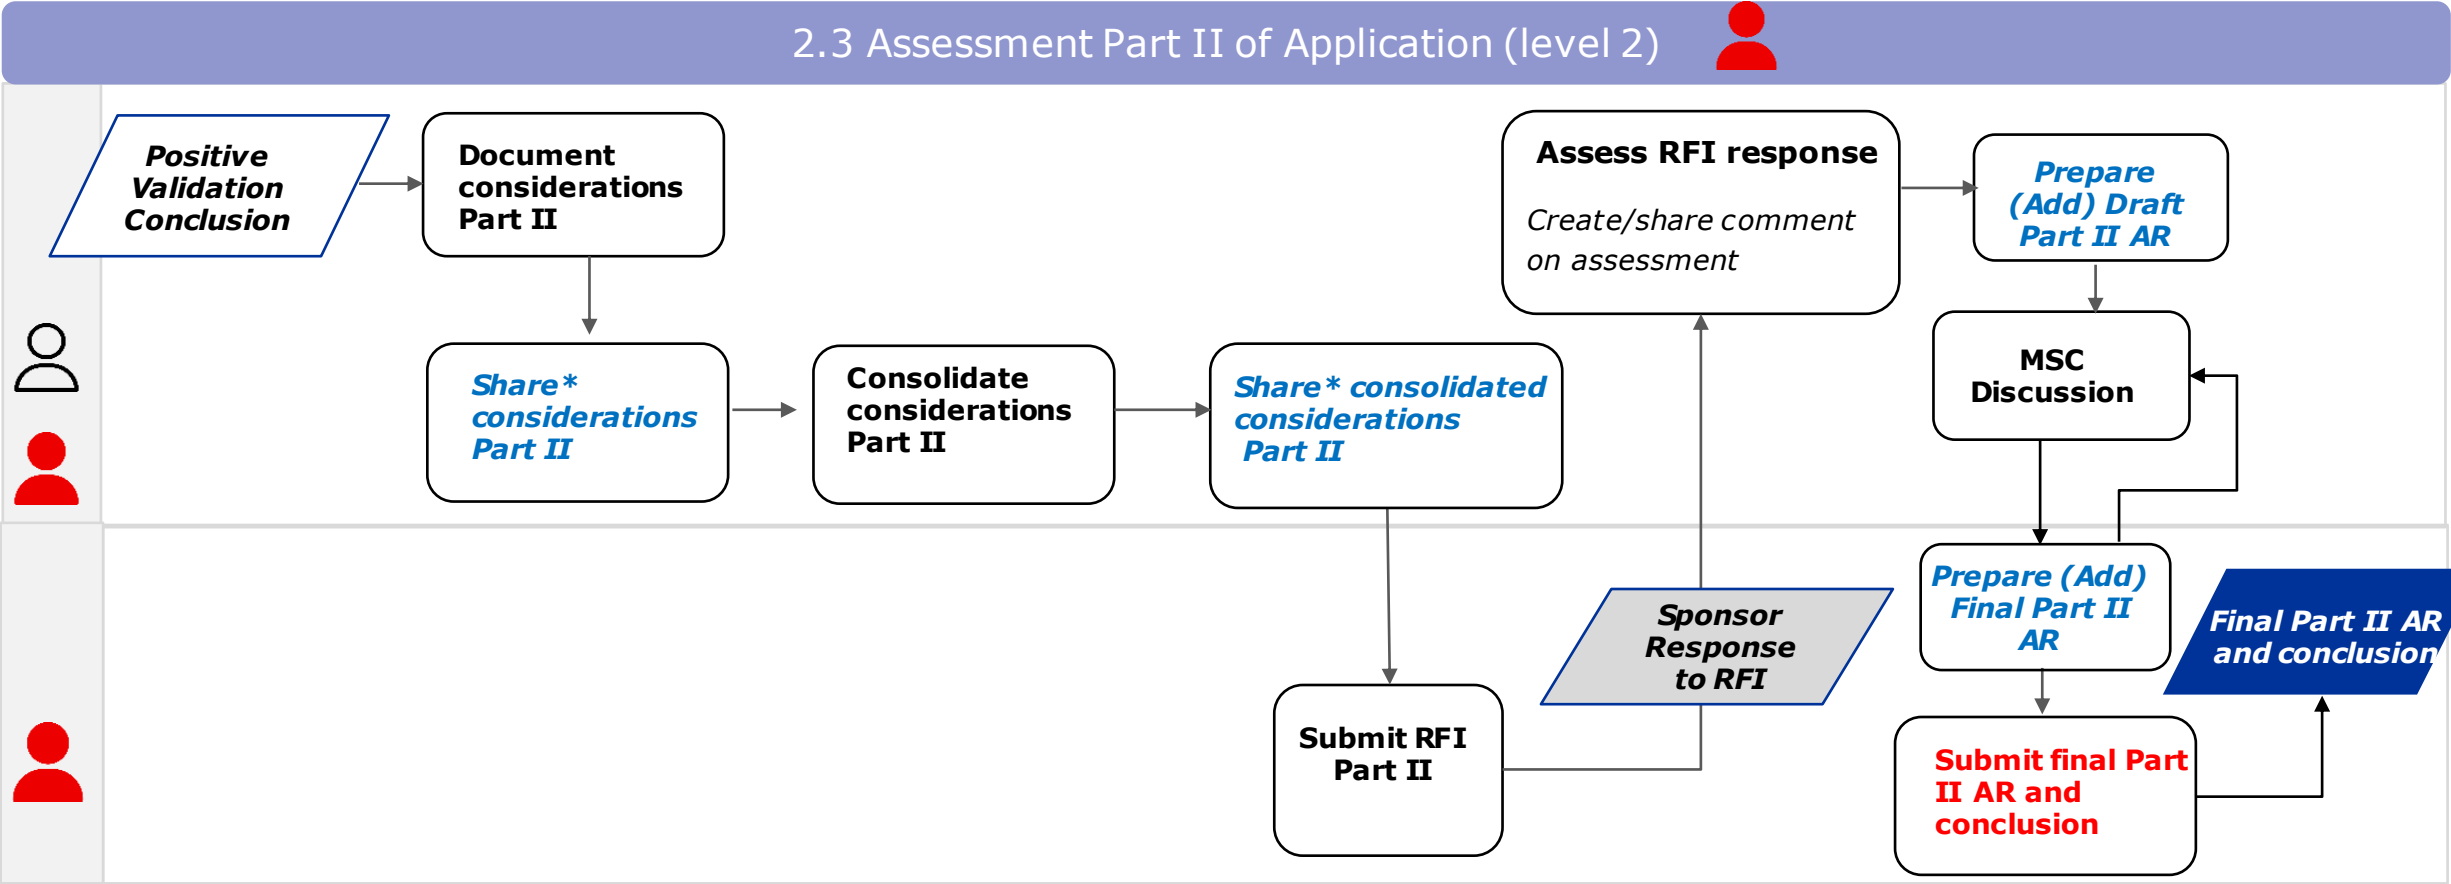 2.3 Assessment Part II of Application (level 2)
Positive
Validation
Conclusion
Document
considerations
Part II
Share*
considerations
Part II
Consolidate
considerations
Part II
Share* consolidated
considerations
Part II
Submit RFI
Part II
Sponsor
Response
to RFI
Assess RFI response
Create/share comment
on assessment
Prepare
(Add) Draft
Part II AR
MSC
Discussion
Prepare (Add)
Final Part II
AR
Submit final Part
II AR and
conclusion
Final Part II AR
and conclusion